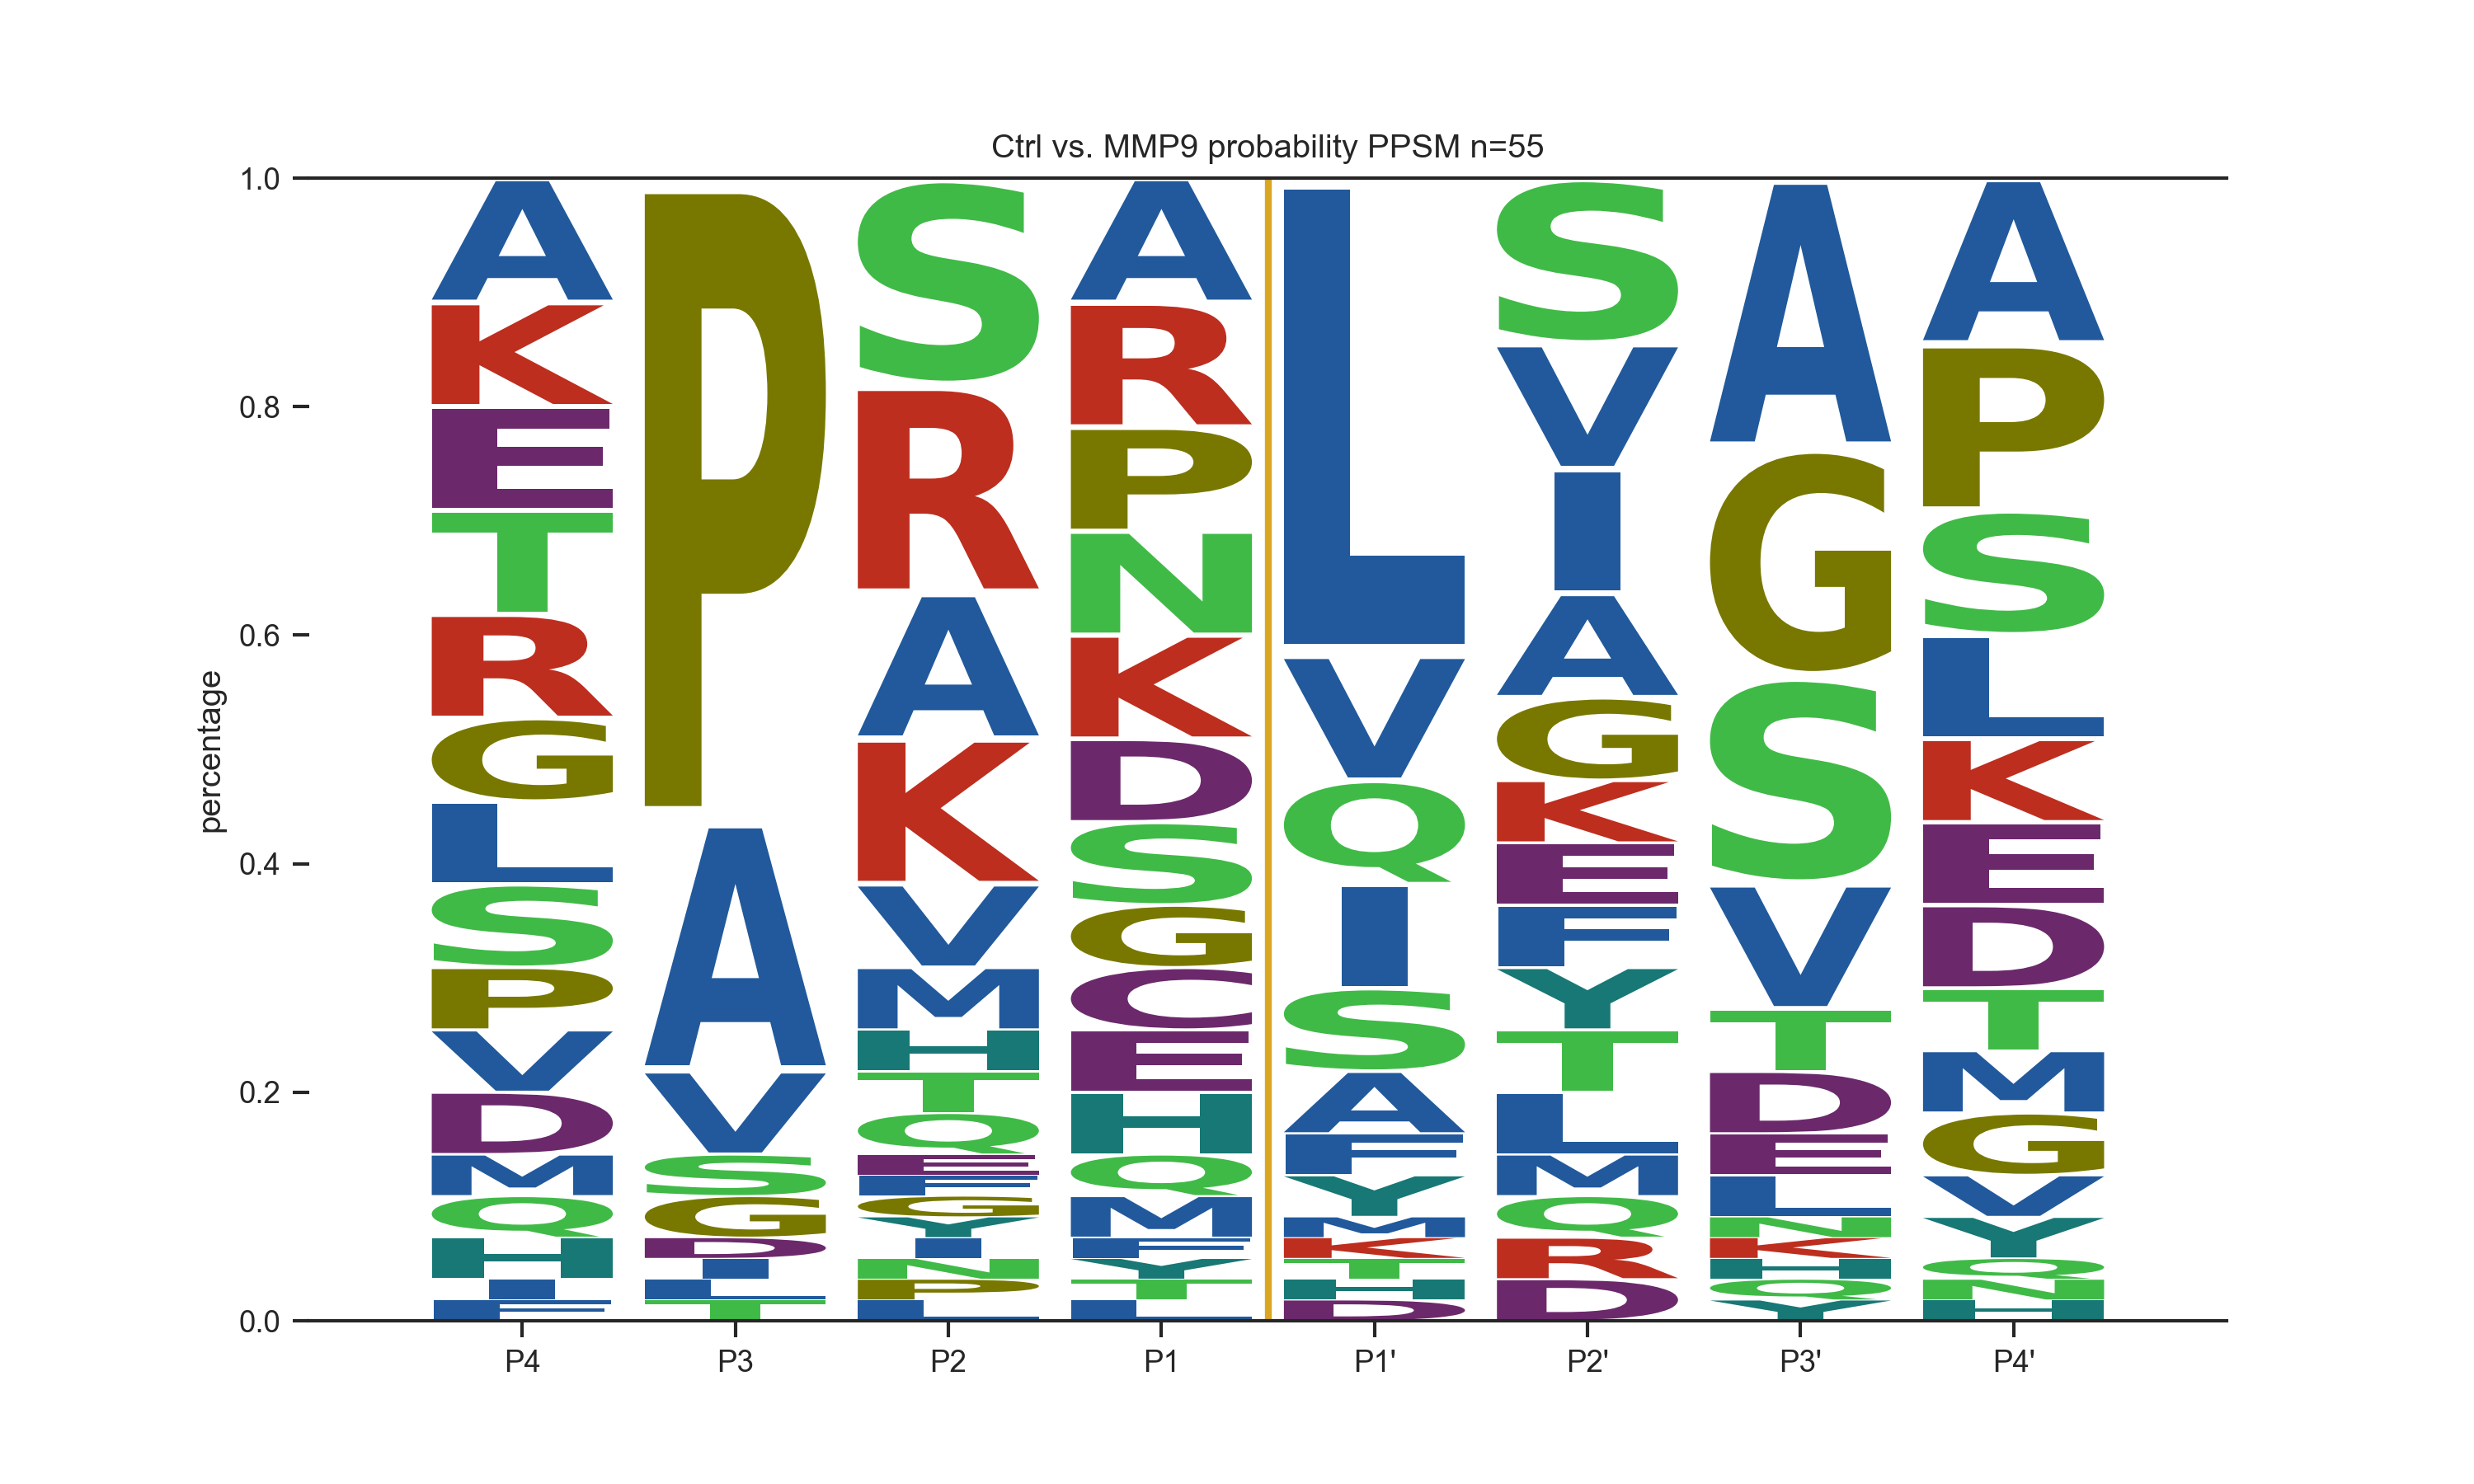 Ctrl vs. MMP9 probability PPSM n=55
percentage
1.0
0.8
0.6
0.4
0.2
0.0
A K E T R G L S P V D M Q H I F
P A V S G D I L T
S R A K V M H T Q E F G Y I N P L
A R P N K D S G C E H Q M F Y T L
L V Q I S A F Y M K T H D
S V I A G K E F Y T L M Q R D
A G S V T D E L N K H Q Y
A P S L K E D T M G V Y Q N H
P4 P3 P2 P1 P1' P2' P3' P4'